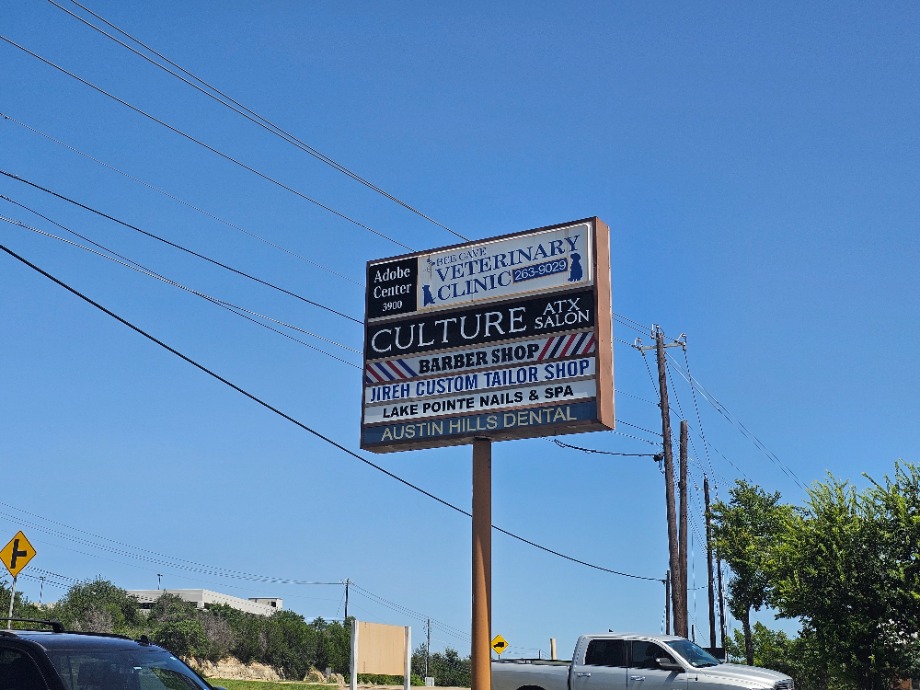 Adobe
Center
3900
BEE CAVE
VETERINARY
CLINIC 263-9029
CULTURE ATX SALON
BARBER SHOP
JIREH CUSTOM TAILOR SHOP
LAKE POINTE NAILS & SPA
AUSTIN HILLS DENTAL